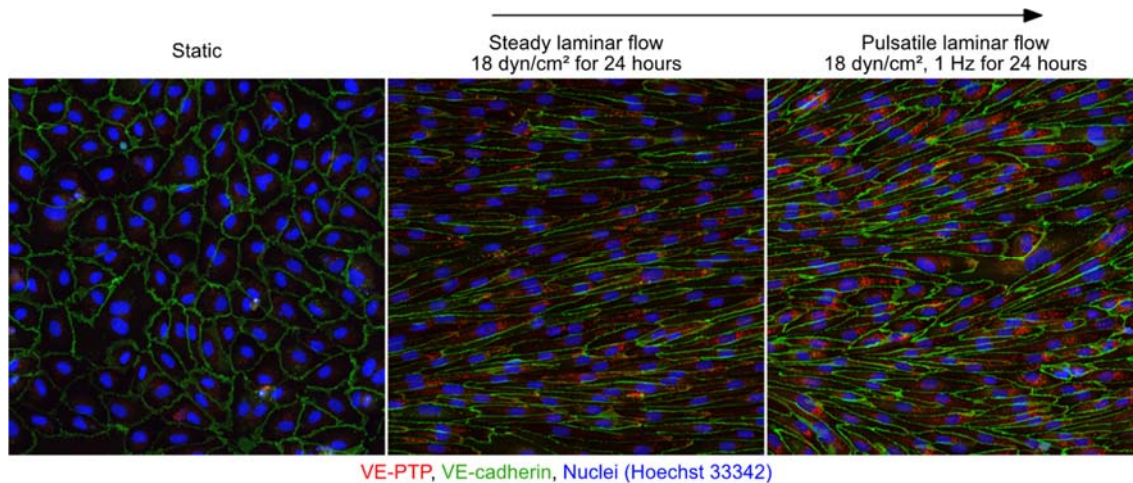 Static
Steady laminar flow
18 dyn/cm² for 24 hours
Pulsatile laminar flow
18 dyn/cm², 1 Hz for 24 hours
VE-PTP, VE-cadherin, Nuclei (Hoechst 33342)